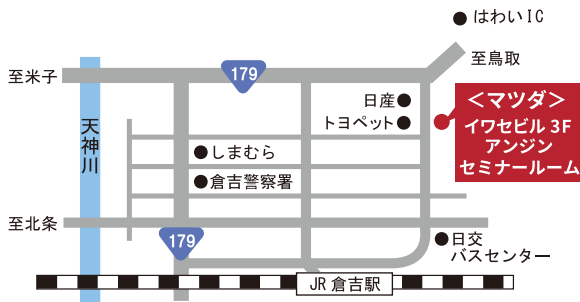 はわいIC
至鳥取
至米子
179
日産
トヨペット
＜マツダ＞
イワセビル 3F
アンジン
セミナールーム
天神川
しまむら
倉吉警察署
至北条
179
日交
バスセンター
JR 倉吉駅